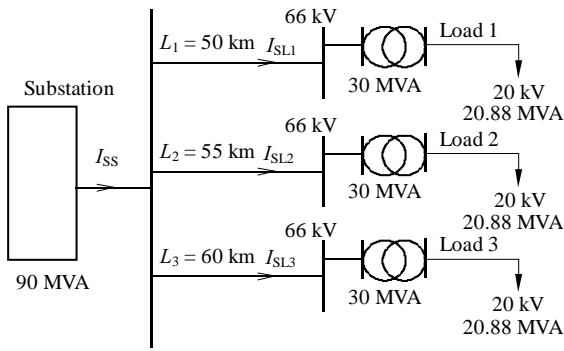 66 kV
L1 = 50 km ISL1
Load 1
30 MVA
20 kV
20.88 MVA
Substation
ISS
90 MVA
66 kV
L2 = 55 km ISL2
Load 2
30 MVA
20 kV
20.88 MVA
66 kV
L3 = 60 km ISL3
Load 3
30 MVA
20 kV
20.88 MVA